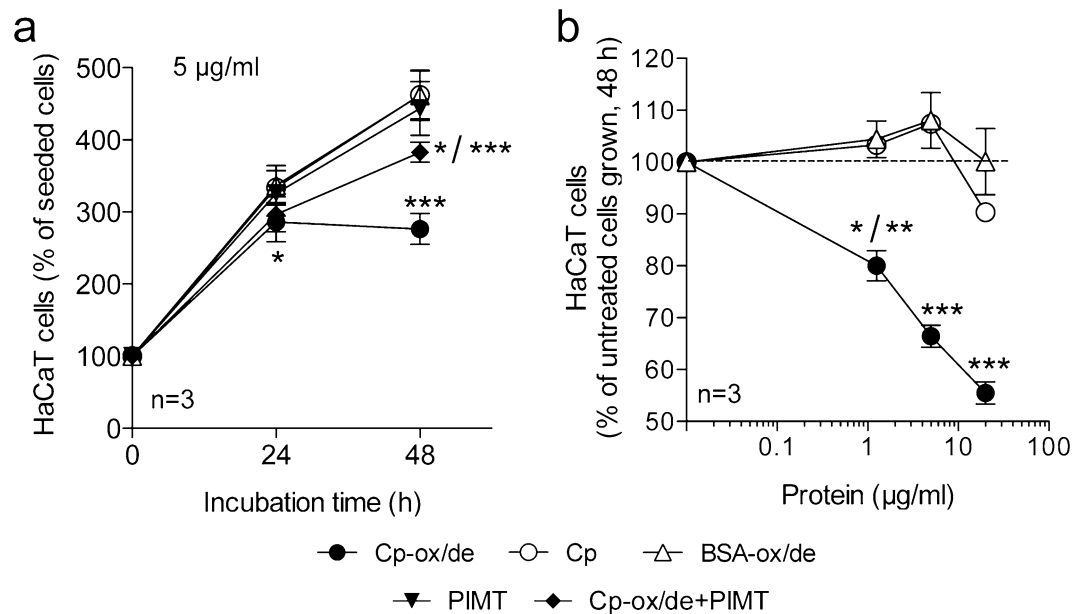 a
5 µg/ml
HaCaT cells (% of seeded cells)
500
400
300
200
100
0
* / ***
***
*
n=3
0 24 48
Incubation time (h)
b
HaCaT cells
(% of untreated cells grown, 48 h)
120
110
100
90
80
70
60
50
* / **
***
***
n=3
0.1 1 10 100
Protein (µg/ml)
Cp-ox/de Cp BSA-ox/de
PIMT Cp-ox/de+PIMT